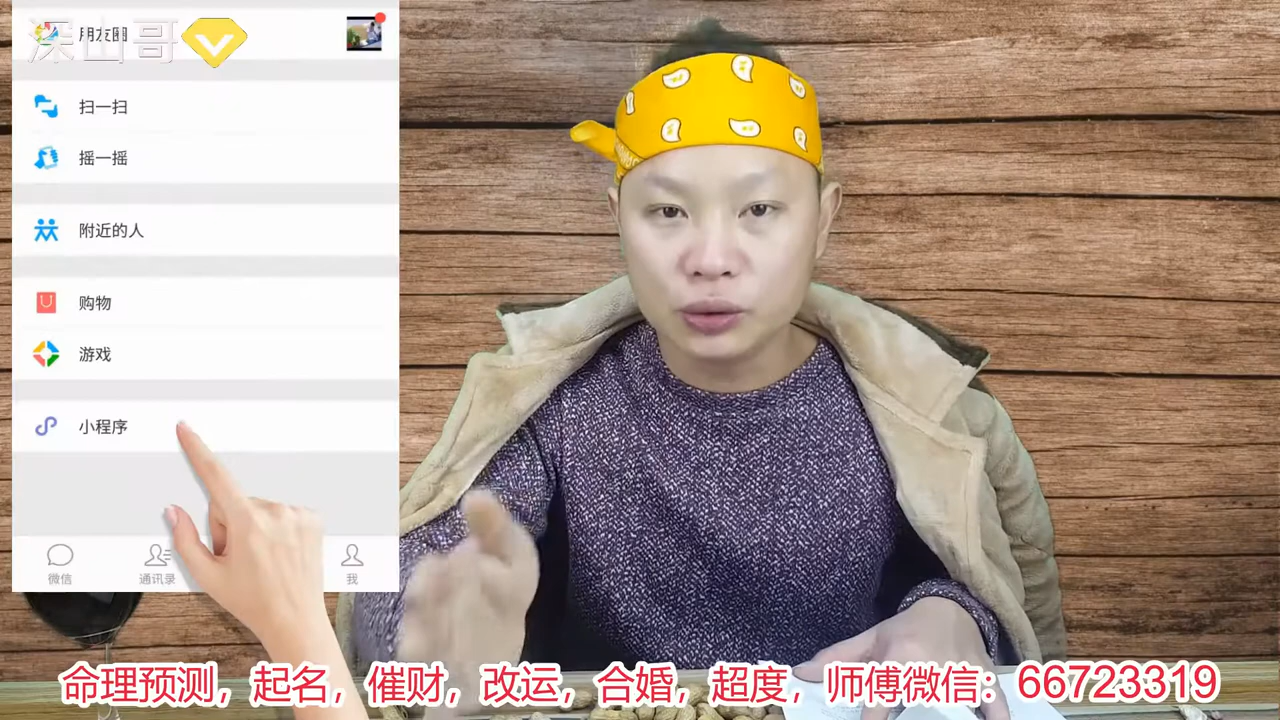 深山哥
朋友圈
扫一扫
摇一摇
附近的人
购物
游戏
小程序
微信
通讯录
我
命理预测，起名，催财，改运，合婚，超度，师傅微信：66723319